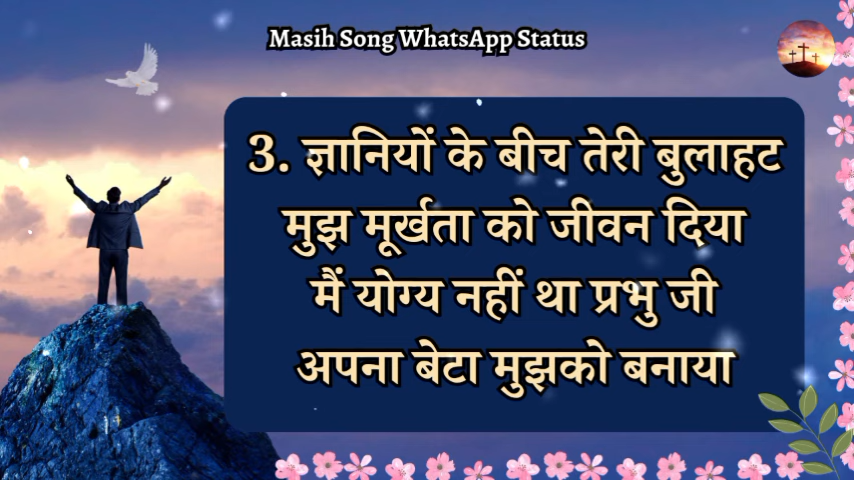 Masih Song WhatsApp Status
3. ज्ञानियों के बीच तेरी बुलाहट
मुझ मूर्खता को जीवन दिया
मैं योग्य नहीं था प्रभु जी
अपना बेटा मुझको बनाया